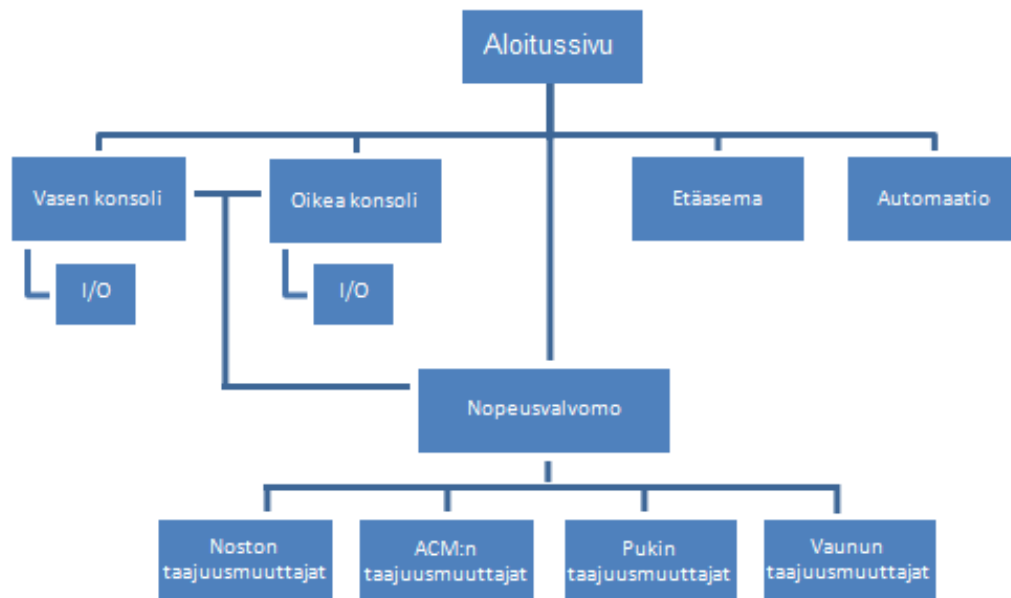 Aloitussivu
Vasen konsoli
Oikea konsoli
Etäasema
Automaatio
I/O
I/O
Nopeusvalvomo
Noston
taajuusmuuttajat
ACM:n
taajuusmuuttajat
Pukin
taajuusmuuttajat
Vaunun
taajuusmuuttajat